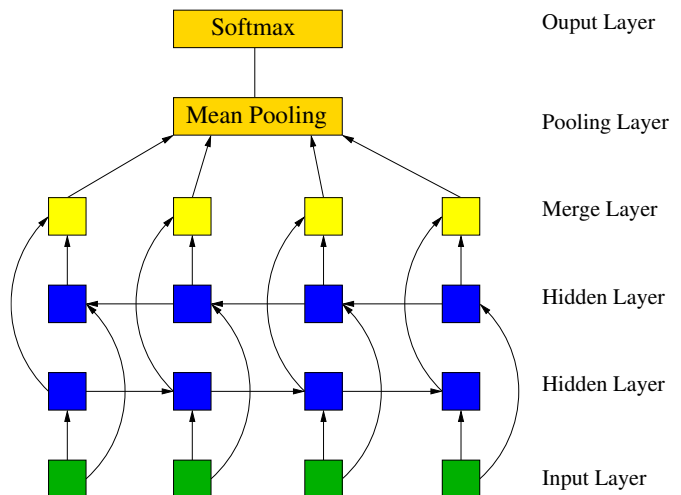 Softmax
Ouput Layer
Mean Pooling
Pooling Layer
Merge Layer
Hidden Layer
Hidden Layer
Input Layer